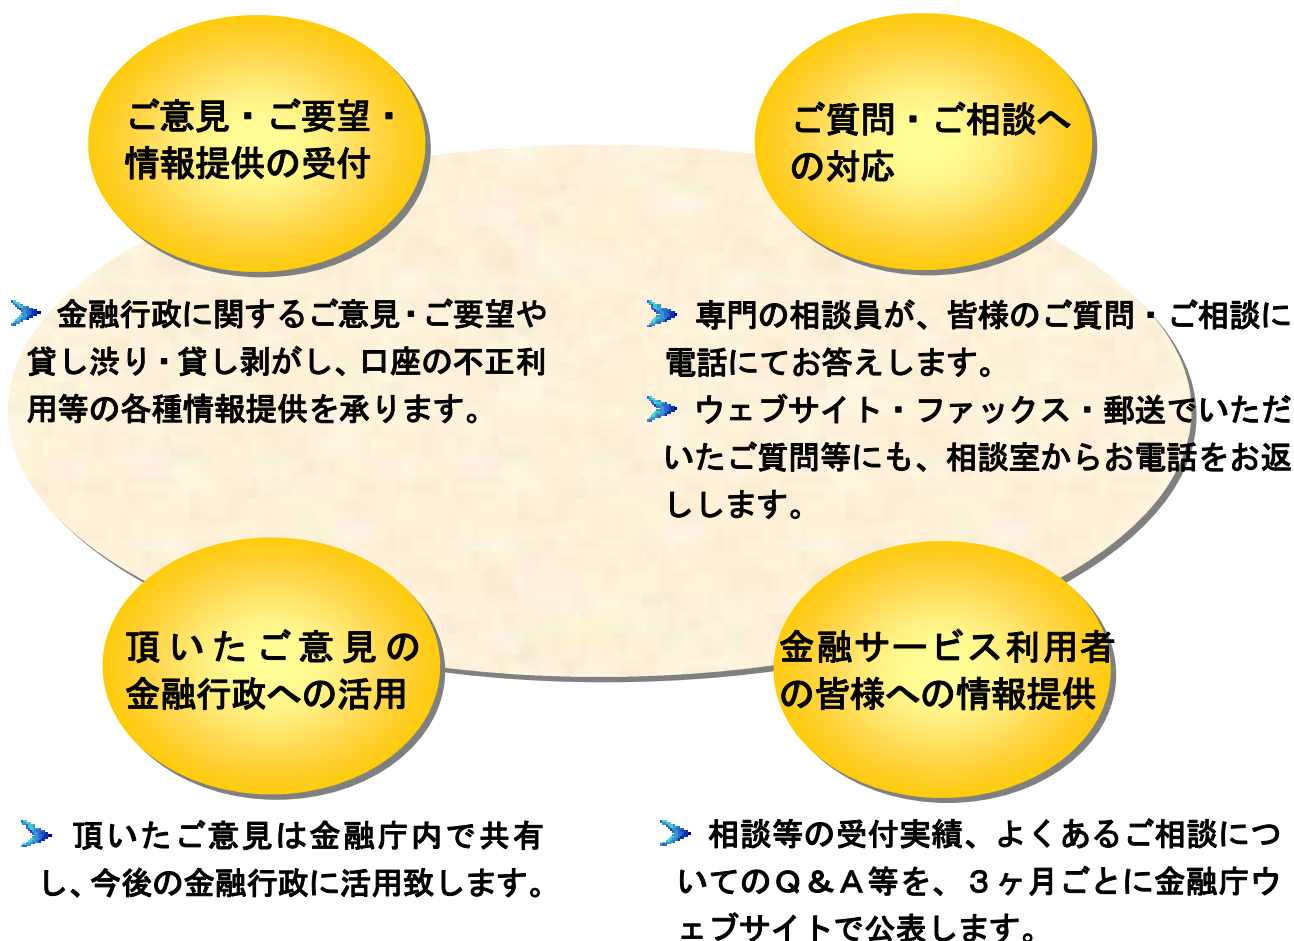 ご意見・ご要望・
情報提供の受付
金融行政に関するご意見・ご要望や
貸し渋り・貸し剥がし、口座の不正利
用等の各種情報提供を承ります。
ご質問・ご相談へ
の対応
専門の相談員が、皆様のご質問・ご相談に
電話にてお答えします。
ウェブサイト・ファックス・郵送でいただ
いたご質問等にも、相談室からお電話をお返
しします。
頂いたご意見の
金融行政への活用
頂いたご意見は金融庁内で共有
し、今後の金融行政に活用致します。
金融サービス利用者
の皆様への情報提供
相談等の受付実績、よくあるご相談につ
いてのＱ＆Ａ等を、３ヶ月ごとに金融庁ウ
ェブサイトで公表します。